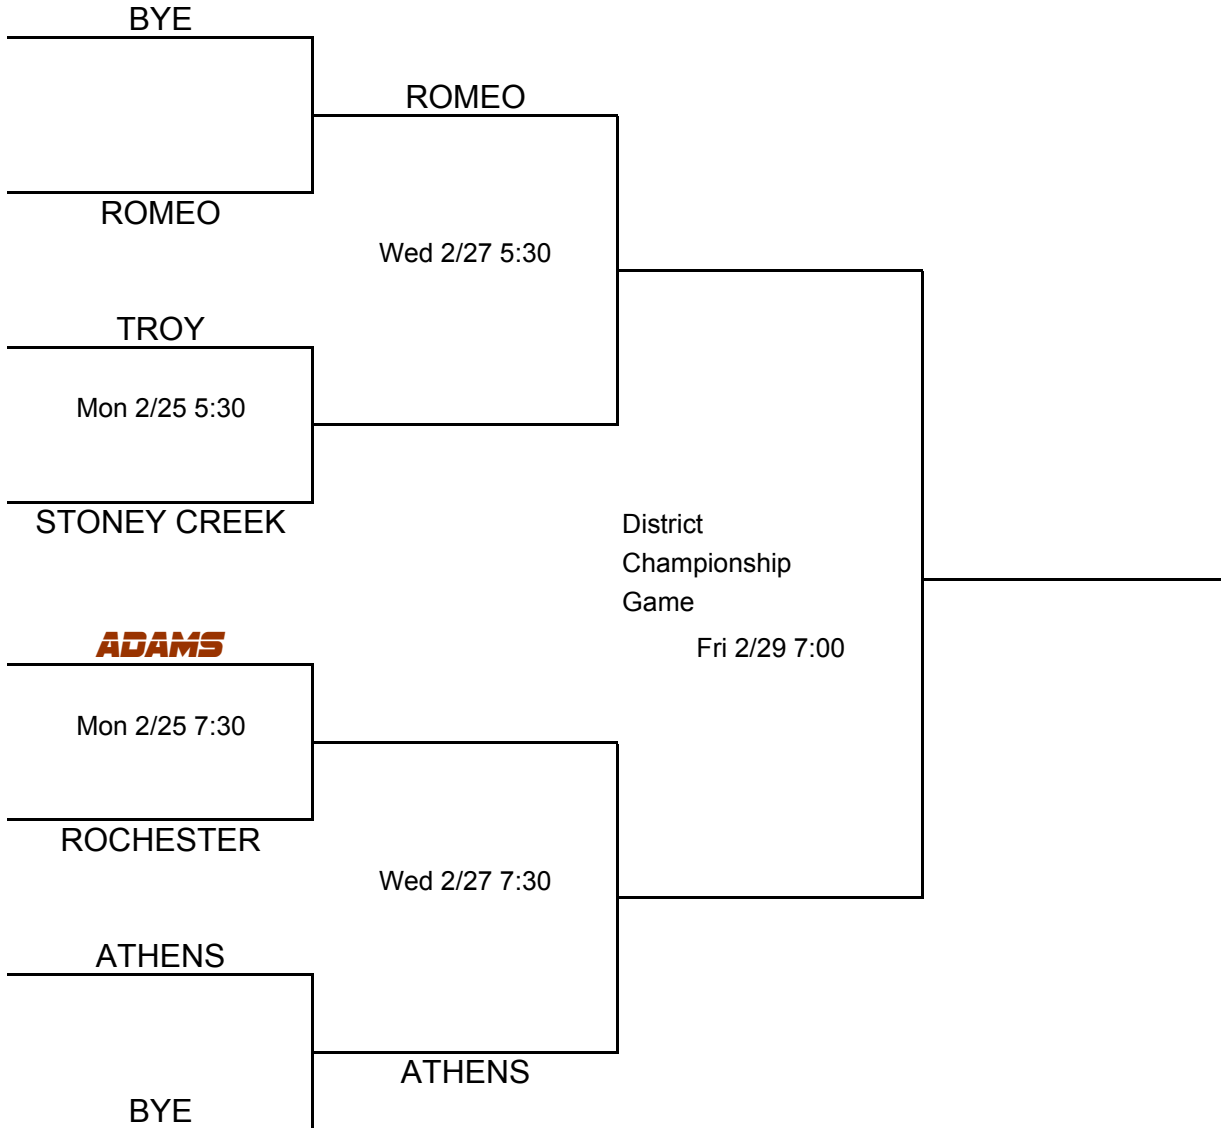 BYE
ROMEO
ROMEO
Wed 2/27 5:30
TROY
Mon 2/25 5:30
STONEY CREEK
District
Championship
Game
Fri 2/29 7:00
ADAMS
Mon 2/25 7:30
ROCHESTER
Wed 2/27 7:30
ATHENS
ATHENS
BYE